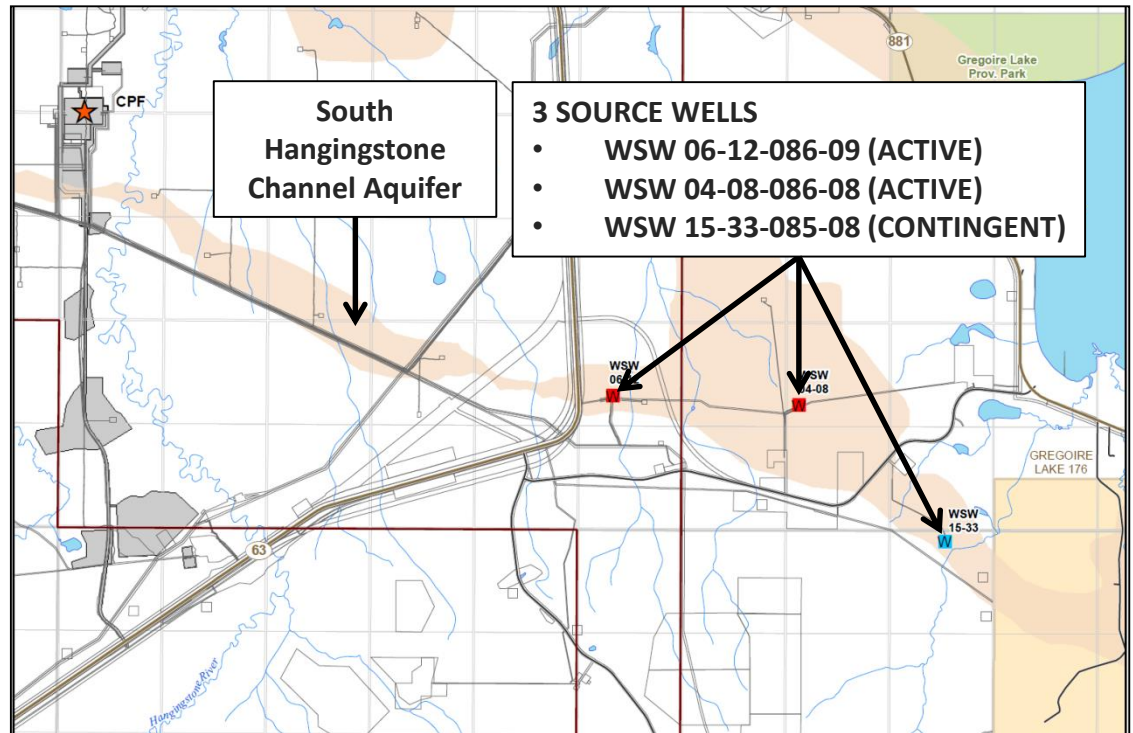 881
Gregoire Lake
Prov. Park
CPF
South
Hangingstone
Channel Aquifer
3 SOURCE WELLS
• WSW 06-12-086-09 (ACTIVE)
• WSW 04-08-086-08 (ACTIVE)
• WSW 15-33-085-08 (CONTINGENT)
WSW
W
WSW
04-08
W
GREGOIRE
LAKE 176
WSW
15-33
W
63
Hangingstone
River